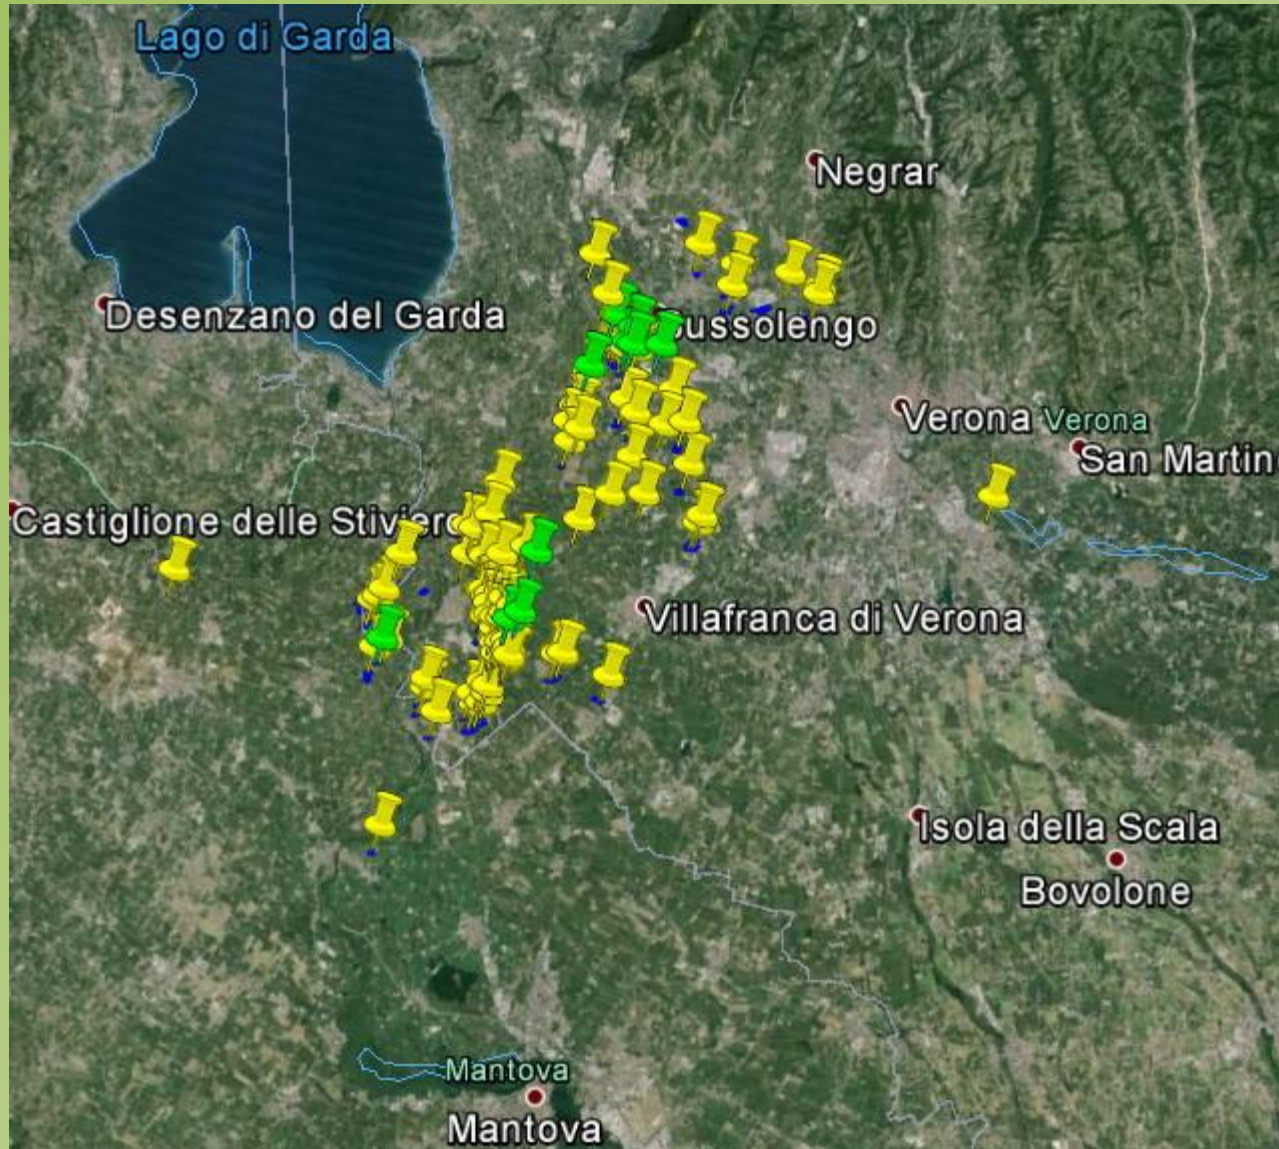 Lago di Garda
Negrar
Desenzano del Garda
ussolengo
Verona Verona
San Martin
Castiglione delle Stiviere
Villafranca di Verona
Isola della Scala
Bovolone
Mantova
Mantova